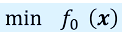 min f₀ (x)